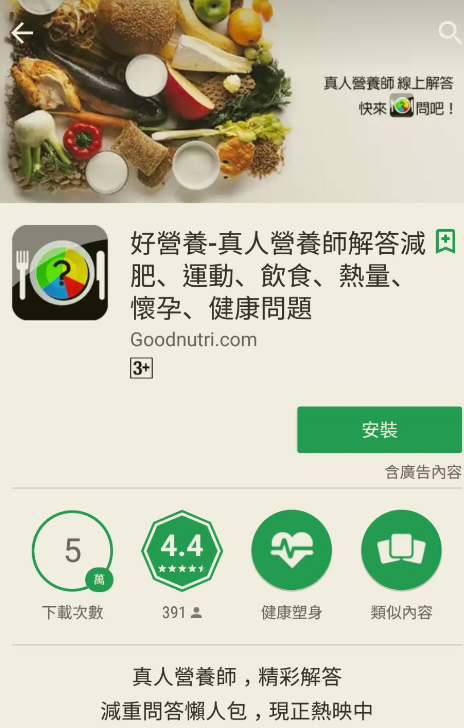 真人營養師 線上解答
快來 ? 問吧！
好營養-真人營養師解答減
肥、運動、飲食、熱量、
懷孕、健康問題
Goodnutri.com
3+
安裝
含廣告內容
5
萬
4.4
下載次數
391
健康塑身
類似內容
真人營養師，精彩解答
減重問答懶人包，現正熱映中